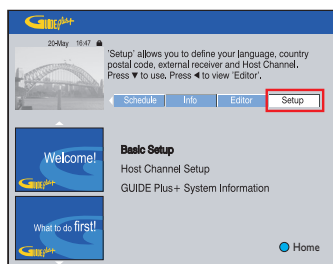 GUIDE Plus+
20-May 16:47
'Setup' allows you to define your language, country
postal code, external receiver and Host Channel.
Press ▼ to use. Press ◄ to view 'Editor'.
Schedule Info Editor Setup
Welcome!
GUIDE Plus+
Basic Setup
Host Channel Setup
GUIDE Plus+ System Information
What to do first!
GUIDE Plus+
Home